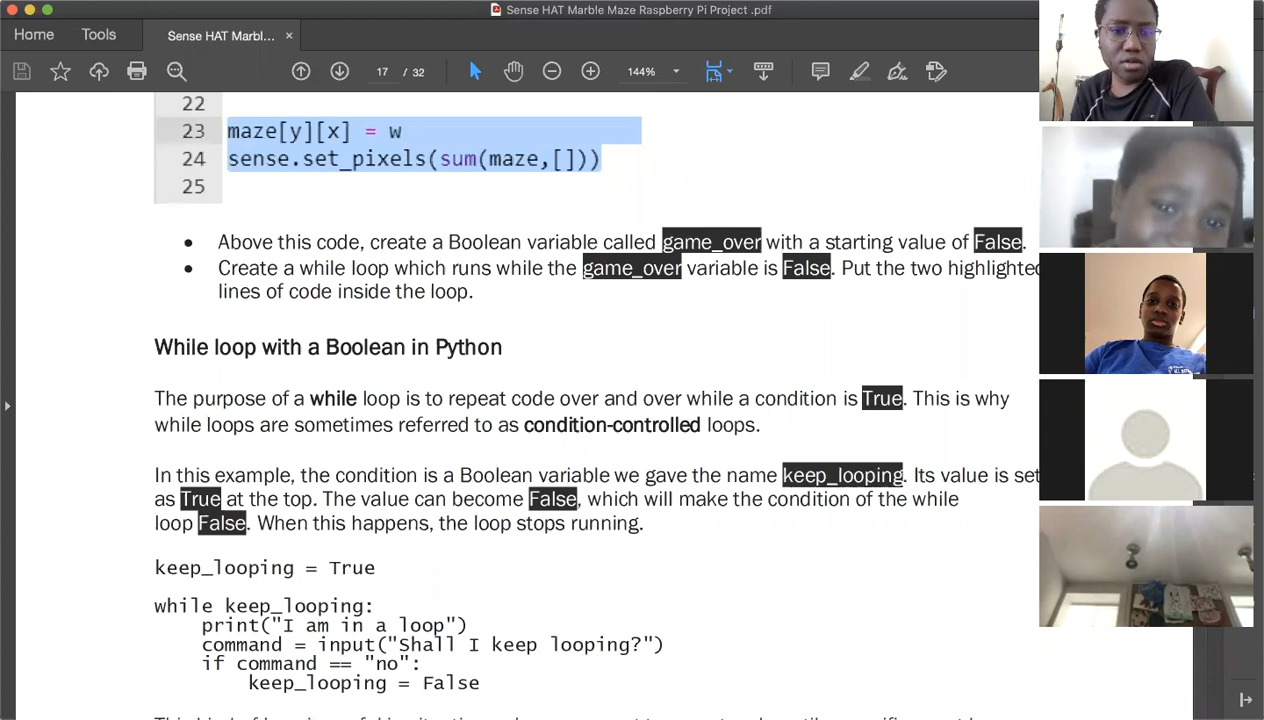 Sense HAT Marble Maze Raspberry Pi Project .pdf
Home Tools Sense HAT Marbl... ×
17 / 32 144%
22
23 maze[y][x] = w
24 sense.set_pixels(sum(maze,[]))
25
• Above this code, create a Boolean variable called game_over with a starting value of False.
• Create a while loop which runs while the game_over variable is False. Put the two highlighted
lines of code inside the loop.
While loop with a Boolean in Python
The purpose of a while loop is to repeat code over and over while a condition is True. This is why
while loops are sometimes referred to as condition-controlled loops.
In this example, the condition is a Boolean variable we gave the name keep_looping. Its value is set
as True at the top. The value can become False, which will make the condition of the while
loop False. When this happens, the loop stops running.
keep_looping = True
while keep_looping:
print("I am in a loop")
command = input("Shall I keep looping?")
if command == "no":
keep_looping = False